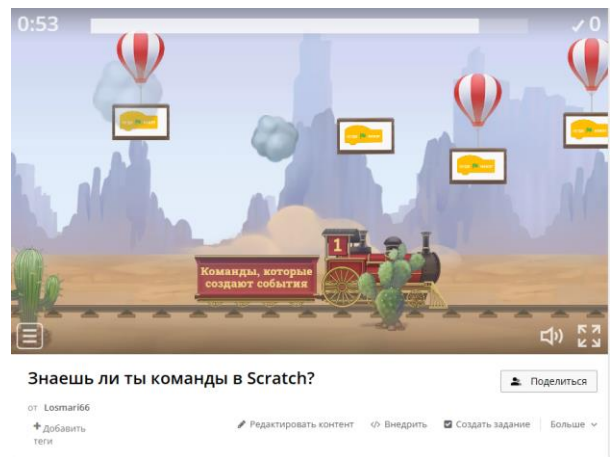 0:53
✓ 0
1
Команды, которые
создают события
Знаешь ли ты команды в Scratch?
Поделиться
от Losmari66
+ Добавить теги
Редактировать контент
</> Внедрить
Создать задание
Больше